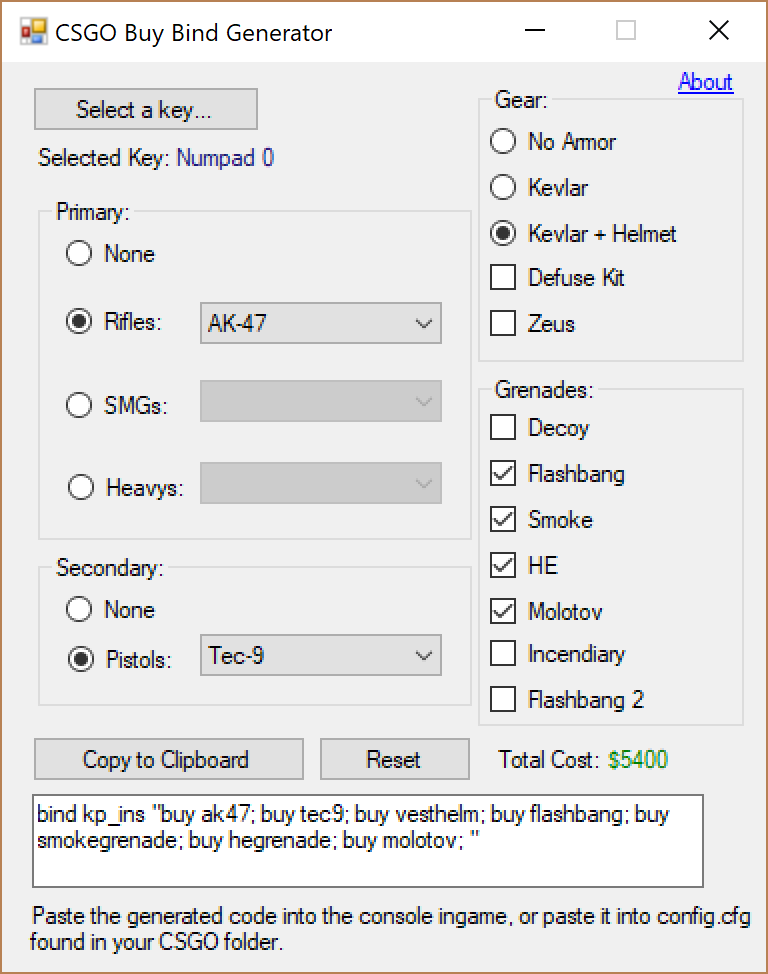 CSGO Buy Bind Generator
About
Select a key...
Selected Key: Numpad 0
Primary:
None
Rifles:
AK-47
SMGs:
Heavys:
Secondary:
None
Pistols:
Tec-9
Gear:
No Armor
Kevlar
Kevlar + Helmet
Defuse Kit
Zeus
Grenades:
Decoy
Flashbang
Smoke
HE
Molotov
Incendiary
Flashbang 2
Copy to Clipboard
Reset
Total Cost: $5400
bind kp_ins "buy ak47; buy tec9; buy vesthelm; buy flashbang; buy
smokegrenade; buy hegrenade; buy molotov; "
Paste the generated code into the console ingame, or paste it into config.cfg
found in your CSGO folder.